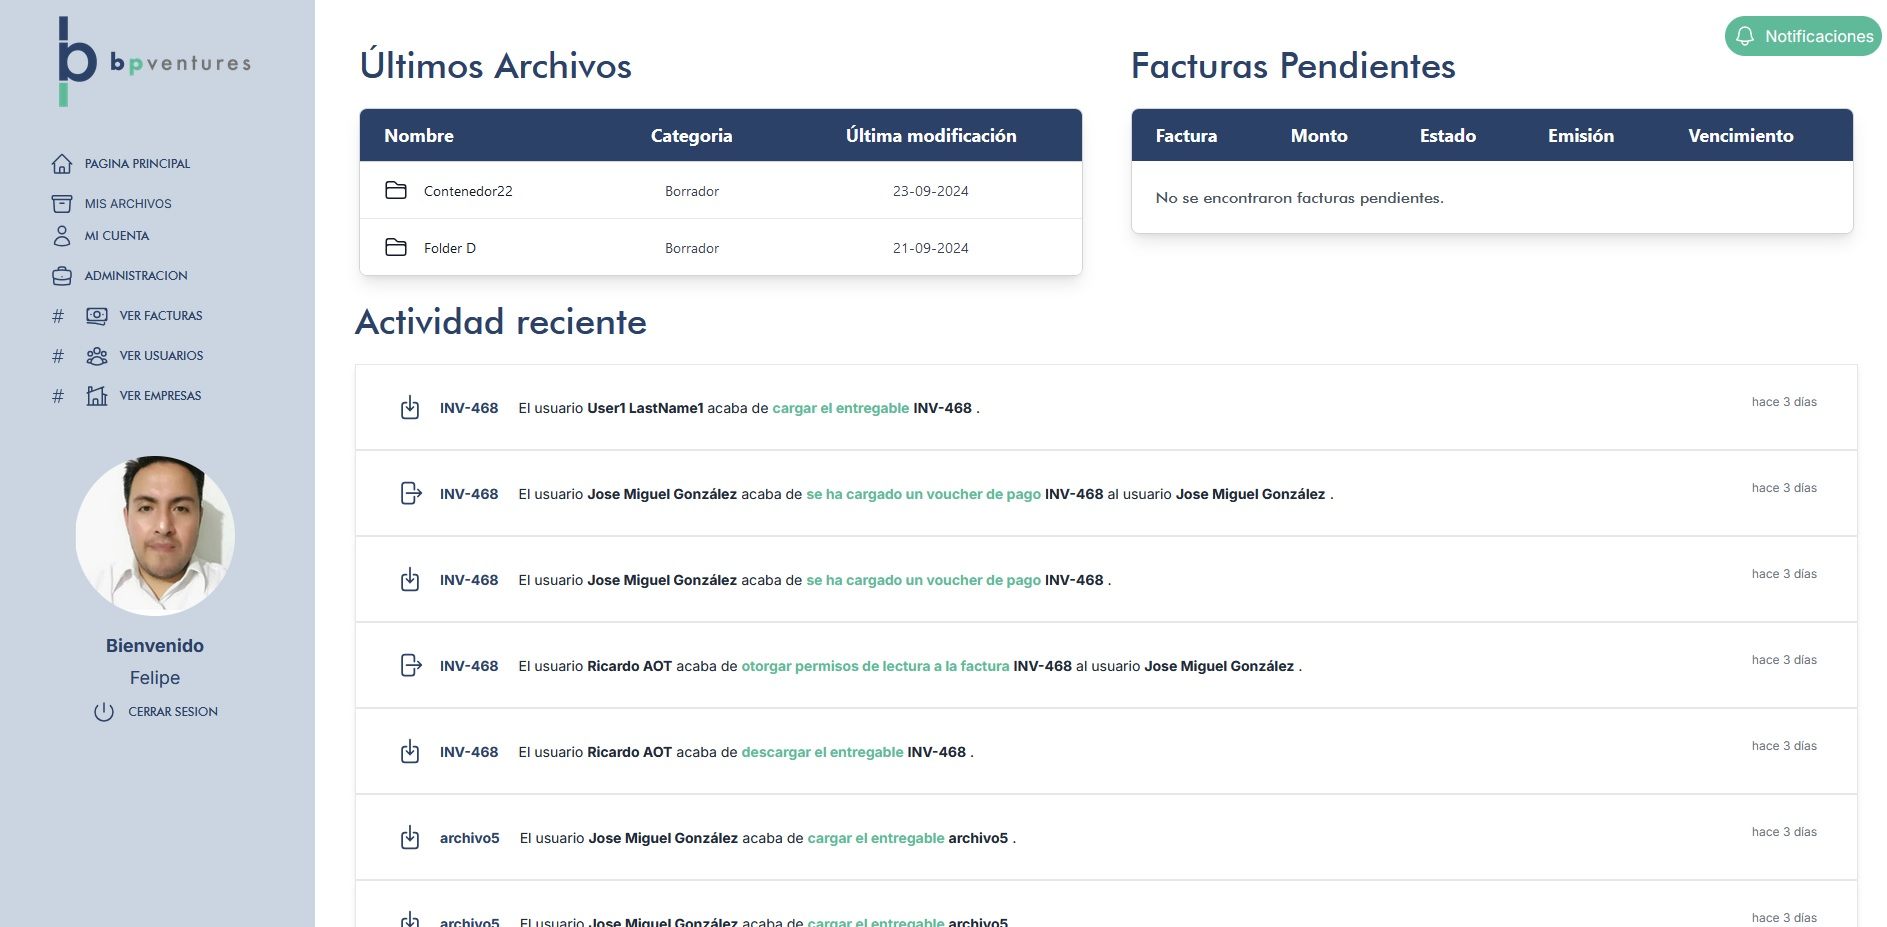 bpventures
PAGINA PRINCIPAL
MIS ARCHIVOS
MI CUENTA
ADMINISTRACION
# VER FACTURAS
# VER USUARIOS
# VER EMPRESAS
Bienvenido
Felipe
CERRAR SESION
Notificaciones
Últimos Archivos
Nombre Categoria Última modificación
Contenedor22 Borrador 23-09-2024
Folder D Borrador 21-09-2024
Facturas Pendientes
Factura Monto Estado Emisión Vencimiento
No se encontraron facturas pendientes.
Actividad reciente
INV-468 El usuario User1 LastName1 acaba de cargar el entregable INV-468 . hace 3 días
INV-468 El usuario Jose Miguel González acaba de se ha cargado un voucher de pago INV-468 al usuario Jose Miguel González . hace 3 días
INV-468 El usuario Jose Miguel González acaba de se ha cargado un voucher de pago INV-468 . hace 3 días
INV-468 El usuario Ricardo AOT acaba de otorgar permisos de lectura a la factura INV-468 al usuario Jose Miguel González . hace 3 días
INV-468 El usuario Ricardo AOT acaba de descargar el entregable INV-468 . hace 3 días
archivo5 El usuario Jose Miguel González acaba de cargar el entregable archivo5 . hace 3 días
archivo5 El usuario Jose Miguel González acaba de cargar el entregable archivo5 hace 3 días